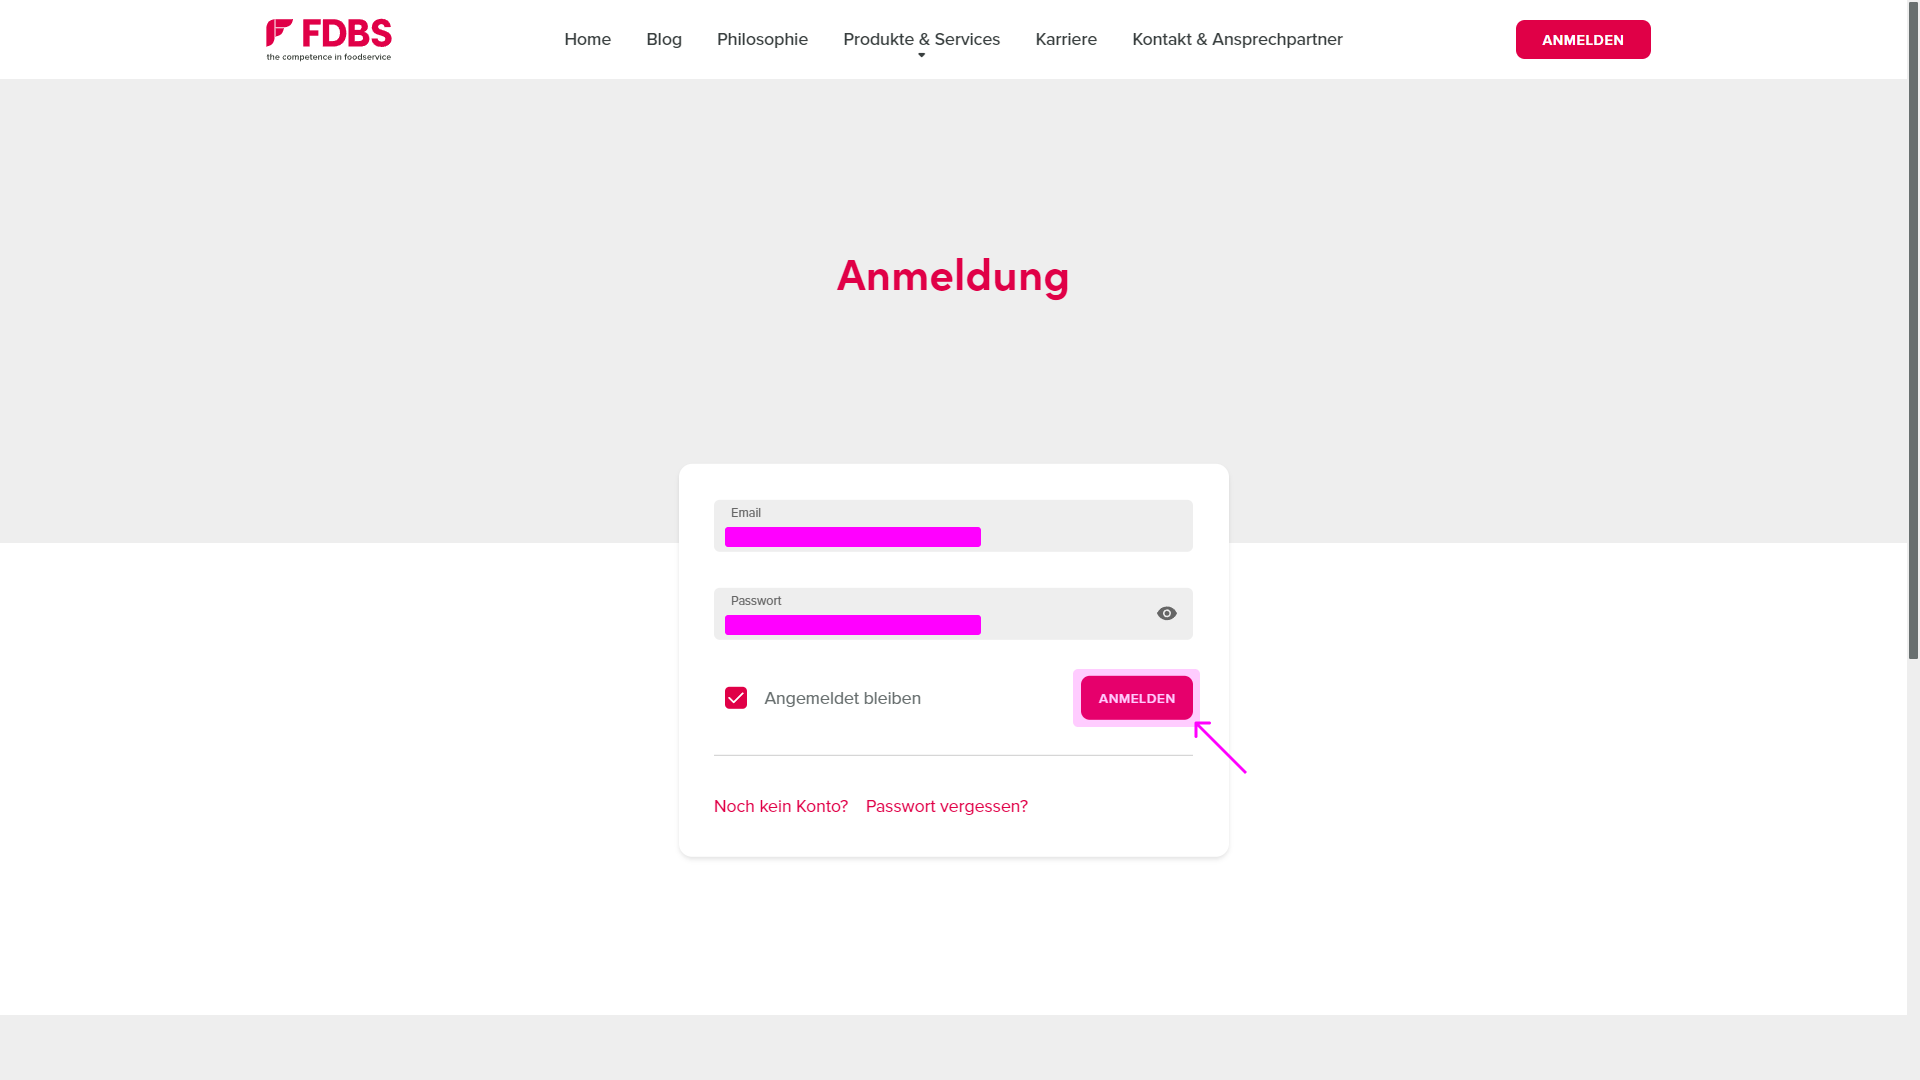 FDBS
the competence in foodservice
Home Blog Philosophie Produkte & Services Karriere Kontakt & Ansprechpartner
ANMELDEN
Anmeldung
Email
Passwort
Angemeldet bleiben
ANMELDEN
Noch kein Konto? Passwort vergessen?